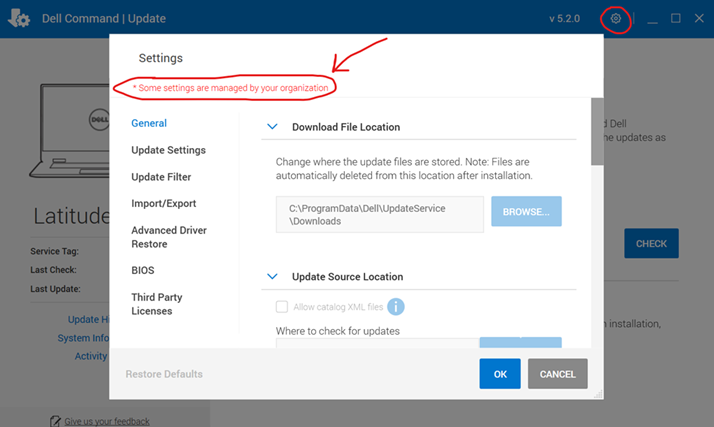 Dell Command | Update
v 5.2.0
Settings
* Some settings are managed by your organization
General
Update Settings
Update Filter
Import/Export
Advanced Driver
Restore
BIOS
Third Party
Licenses
Download File Location
Change where the update files are stored. Note: Files are
automatically deleted from this location after installation.
C:\ProgramData\Dell\UpdateService
\Downloads
BROWSE...
Update Source Location
Allow catalog XML files
Where to check for updates
Restore Defaults
OK
CANCEL
DELL
Latitude
Service Tag:
Last Check:
Last Update:
Update Hi
System Info
Activity
Give us your feedback
d Dell
he updates as
CHECK
n installation,